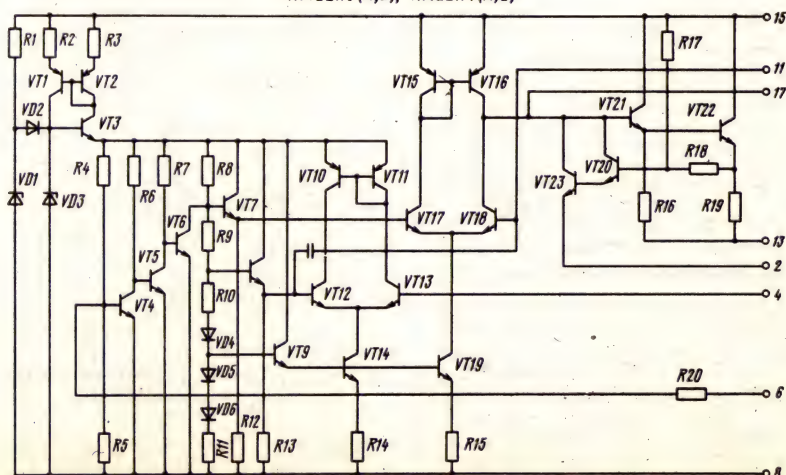 R1
R2
R3
15
R17
VT1
VT2
VT15
VT16
11
17
VD2
VT3
VT21
VT22
R4
R6
R7
R8
VT10
VT11
VT20
R18
VT23
VD1
VD3
VT6
VT7
VT17
VT18
R16
R19
R9
VT5
13
2
VT4
R10
VT12
VT13
4
VD4
VT9
VT14
VT19
VD5
R20
6
VD6
R5
R11
R12
R13
R14
R15
8